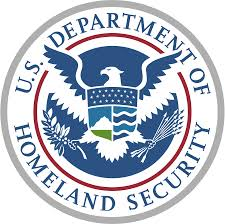 U.S. DEPARTMENT OF
HOMELAND SECURITY